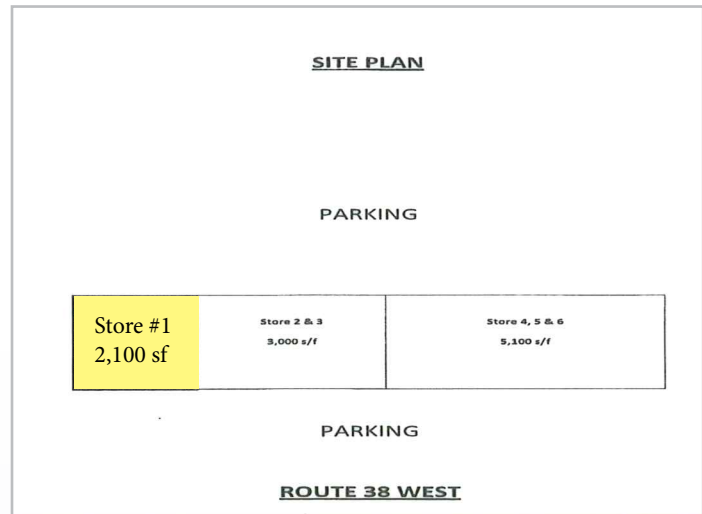 SITE PLAN
PARKING
Store #1
2,100 sf
Store 2 & 3
3,000 s/f
Store 4, 5 & 6
5,100 s/f
PARKING
ROUTE 38 WEST